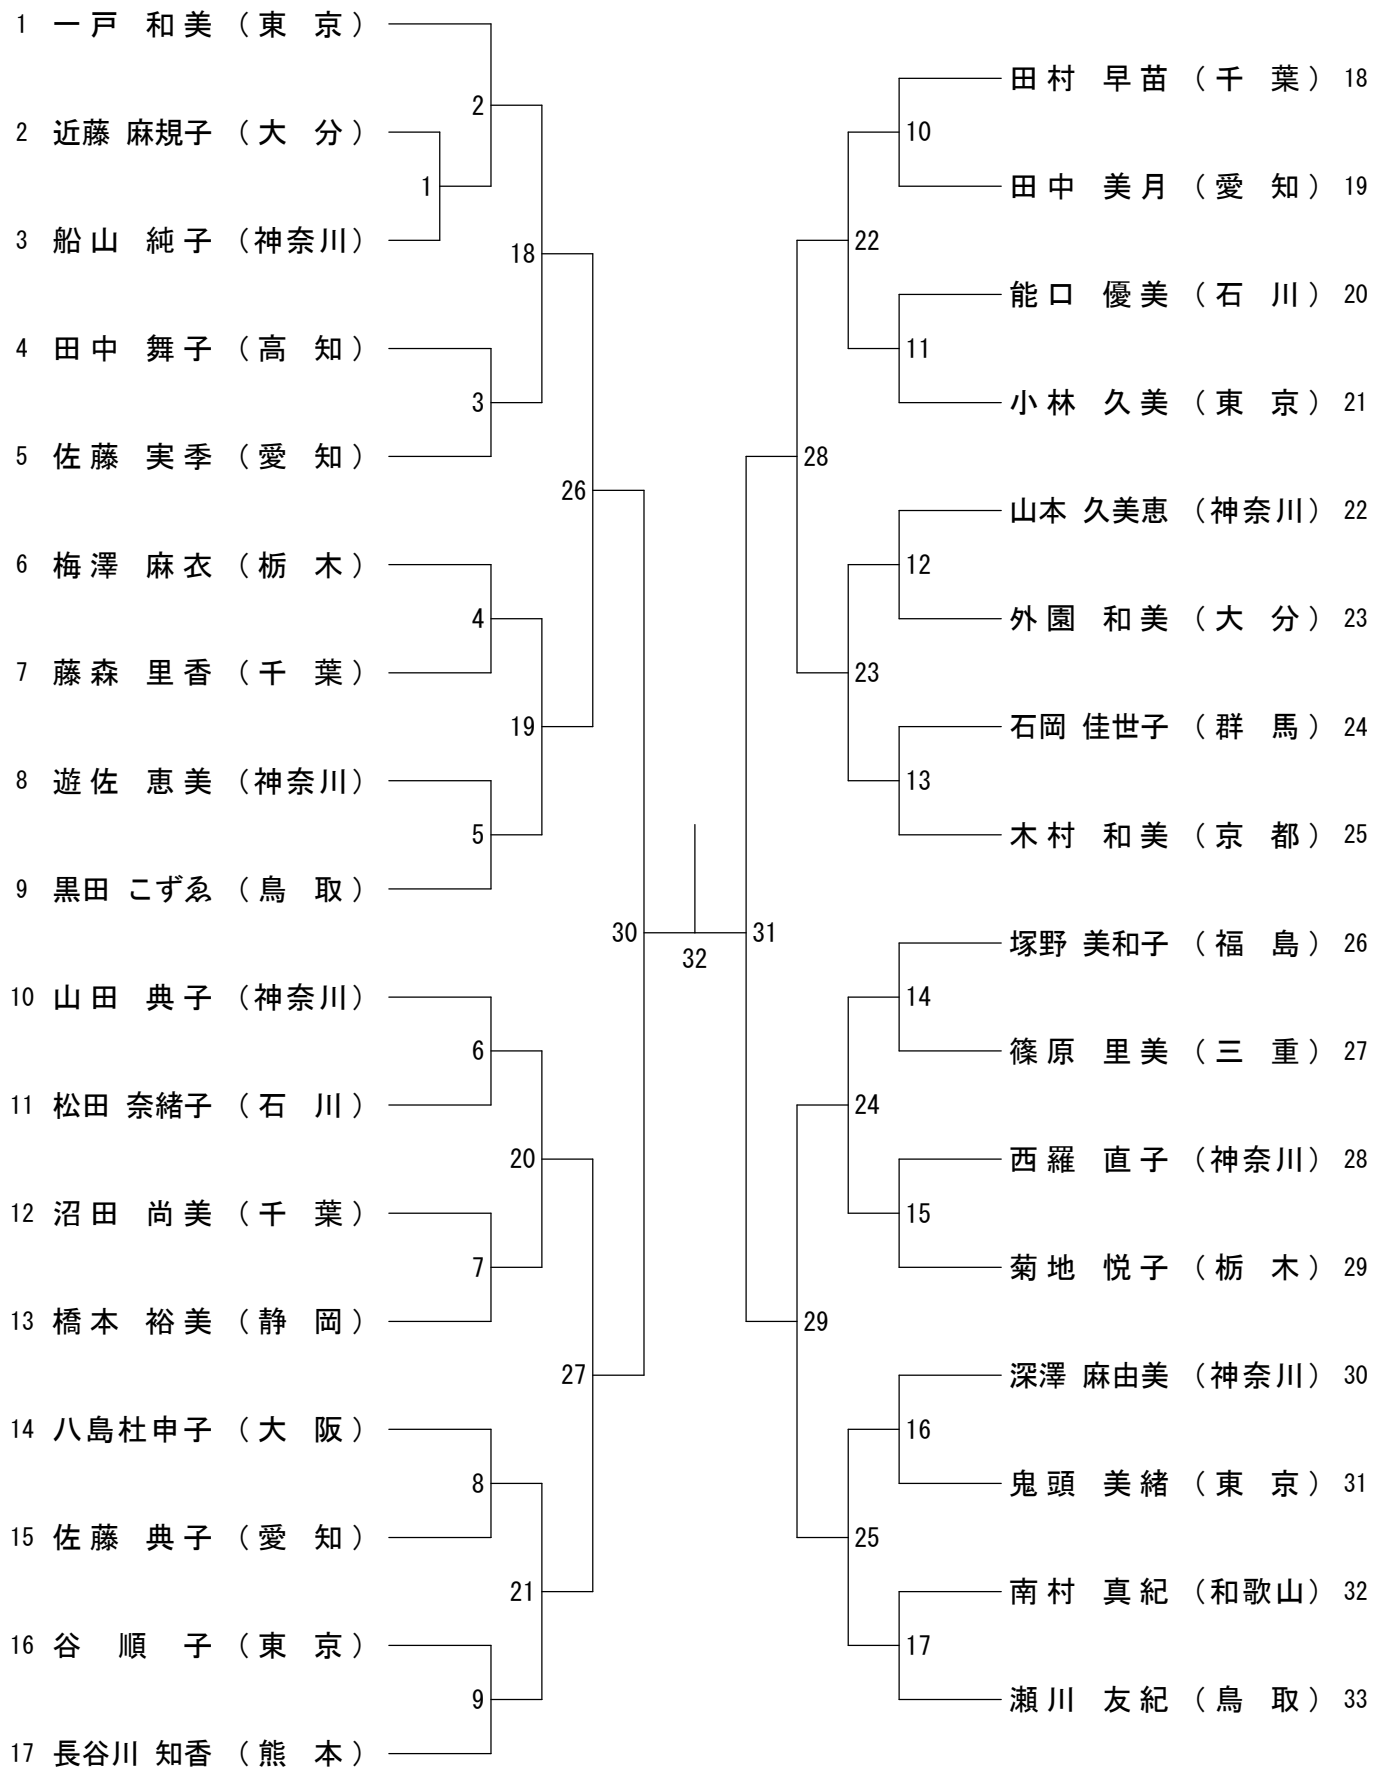 1 一戸 和美 （東 京）
2 近藤 麻規子 （大 分）
3 船山 純子 （神奈川）
4 田中 舞子 （高 知）
5 佐藤 実季 （愛 知）
6 梅澤 麻衣 （栃 木）
7 藤森 里香 （千 葉）
8 遊佐 恵美 （神奈川）
9 黒田 こずゑ （鳥 取）
10 山田 典子 （神奈川）
11 松田 奈緒子 （石 川）
12 沼田 尚美 （千 葉）
13 橋本 裕美 （静 岡）
14 八島杜申子 （大 阪）
15 佐藤 典子 （愛 知）
16 谷 順 子 （東 京）
17 長谷川 知香 （熊 本）
2
1
18
3
26
4
19
5
30
6
20
7
27
8
21
9
32
31
10
22
11
28
12
23
13
14
24
15
29
16
25
17
田村 早苗 （千 葉） 18
田中 美月 （愛 知） 19
能口 優美 （石 川） 20
小林 久美 （東 京） 21
山本 久美恵 （神奈川） 22
外園 和美 （大 分） 23
石岡 佳世子 （群 馬） 24
木村 和美 （京 都） 25
塚野 美和子 （福 島） 26
篠原 里美 （三 重） 27
西羅 直子 （神奈川） 28
菊地 悦子 （栃 木） 29
深澤 麻由美 （神奈川） 30
鬼頭 美緒 （東 京） 31
南村 真紀 （和歌山） 32
瀬川 友紀 （鳥 取） 33